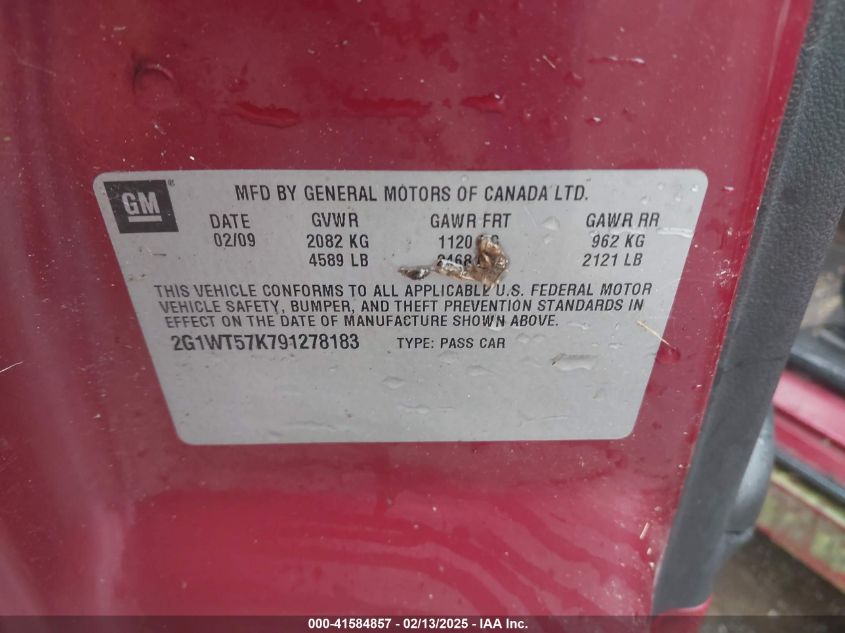 GM®
MFD BY GENERAL MOTORS OF CANADA LTD.
DATE GVWR GAWR FRT GAWR RR
02/09 2082 KG 1120 KG 962 KG
4589 LB 2121 LB
THIS VEHICLE CONFORMS TO ALL APPLICABLE U.S. FEDERAL MOTOR
VEHICLE SAFETY, BUMPER, AND THEFT PREVENTION STANDARDS IN
EFFECT ON THE DATE OF MANUFACTURE SHOWN ABOVE.
2G1WT57K791278183 TYPE: PASS CAR
000-41584857 - 02/13/2025 - IAA Inc.